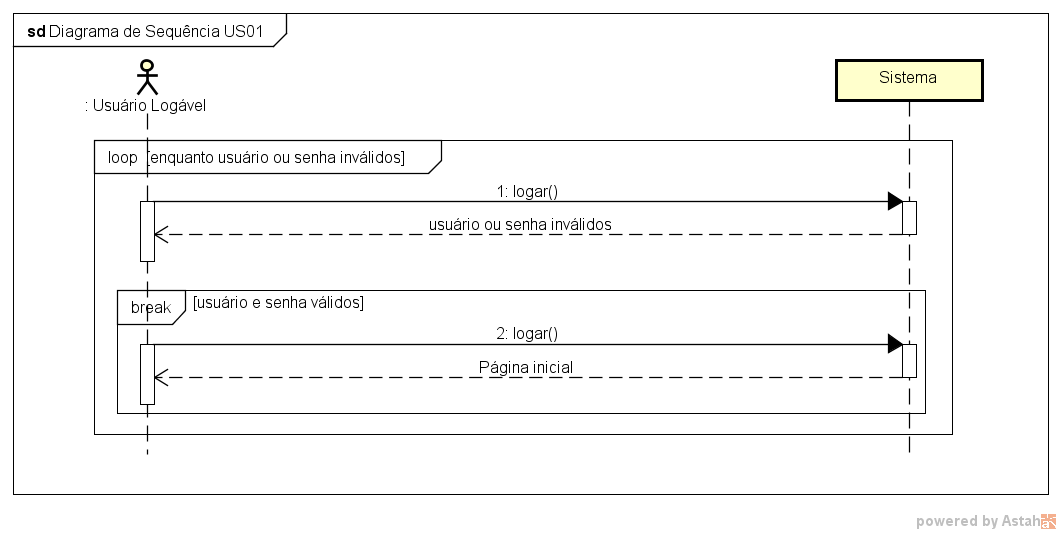 sd Diagrama de Sequência US01
: Usuário Logável
Sistema
loop [enquanto usuário ou senha inválidos]
1: logar()
usuário ou senha inválidos
break [usuário e senha válidos]
2: logar()
Página inicial
powered by Astah